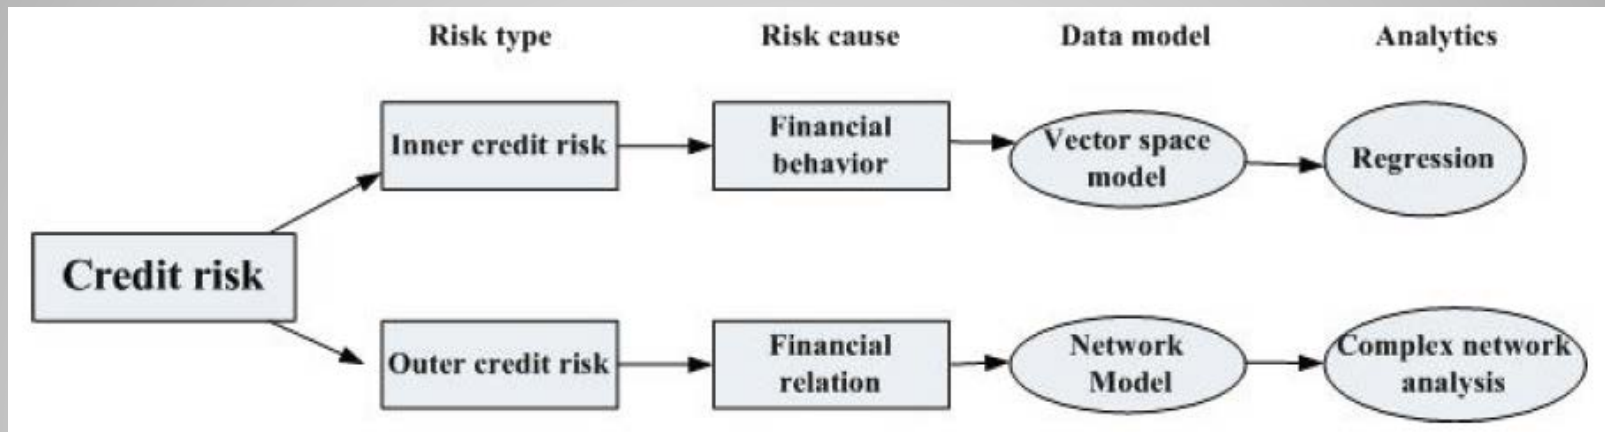 Risk type
Risk cause
Data model
Analytics
Inner credit risk
Financial
behavior
Vector space
model
Regression
Credit risk
Outer credit risk
Financial
relation
Network
Model
Complex network
analysis